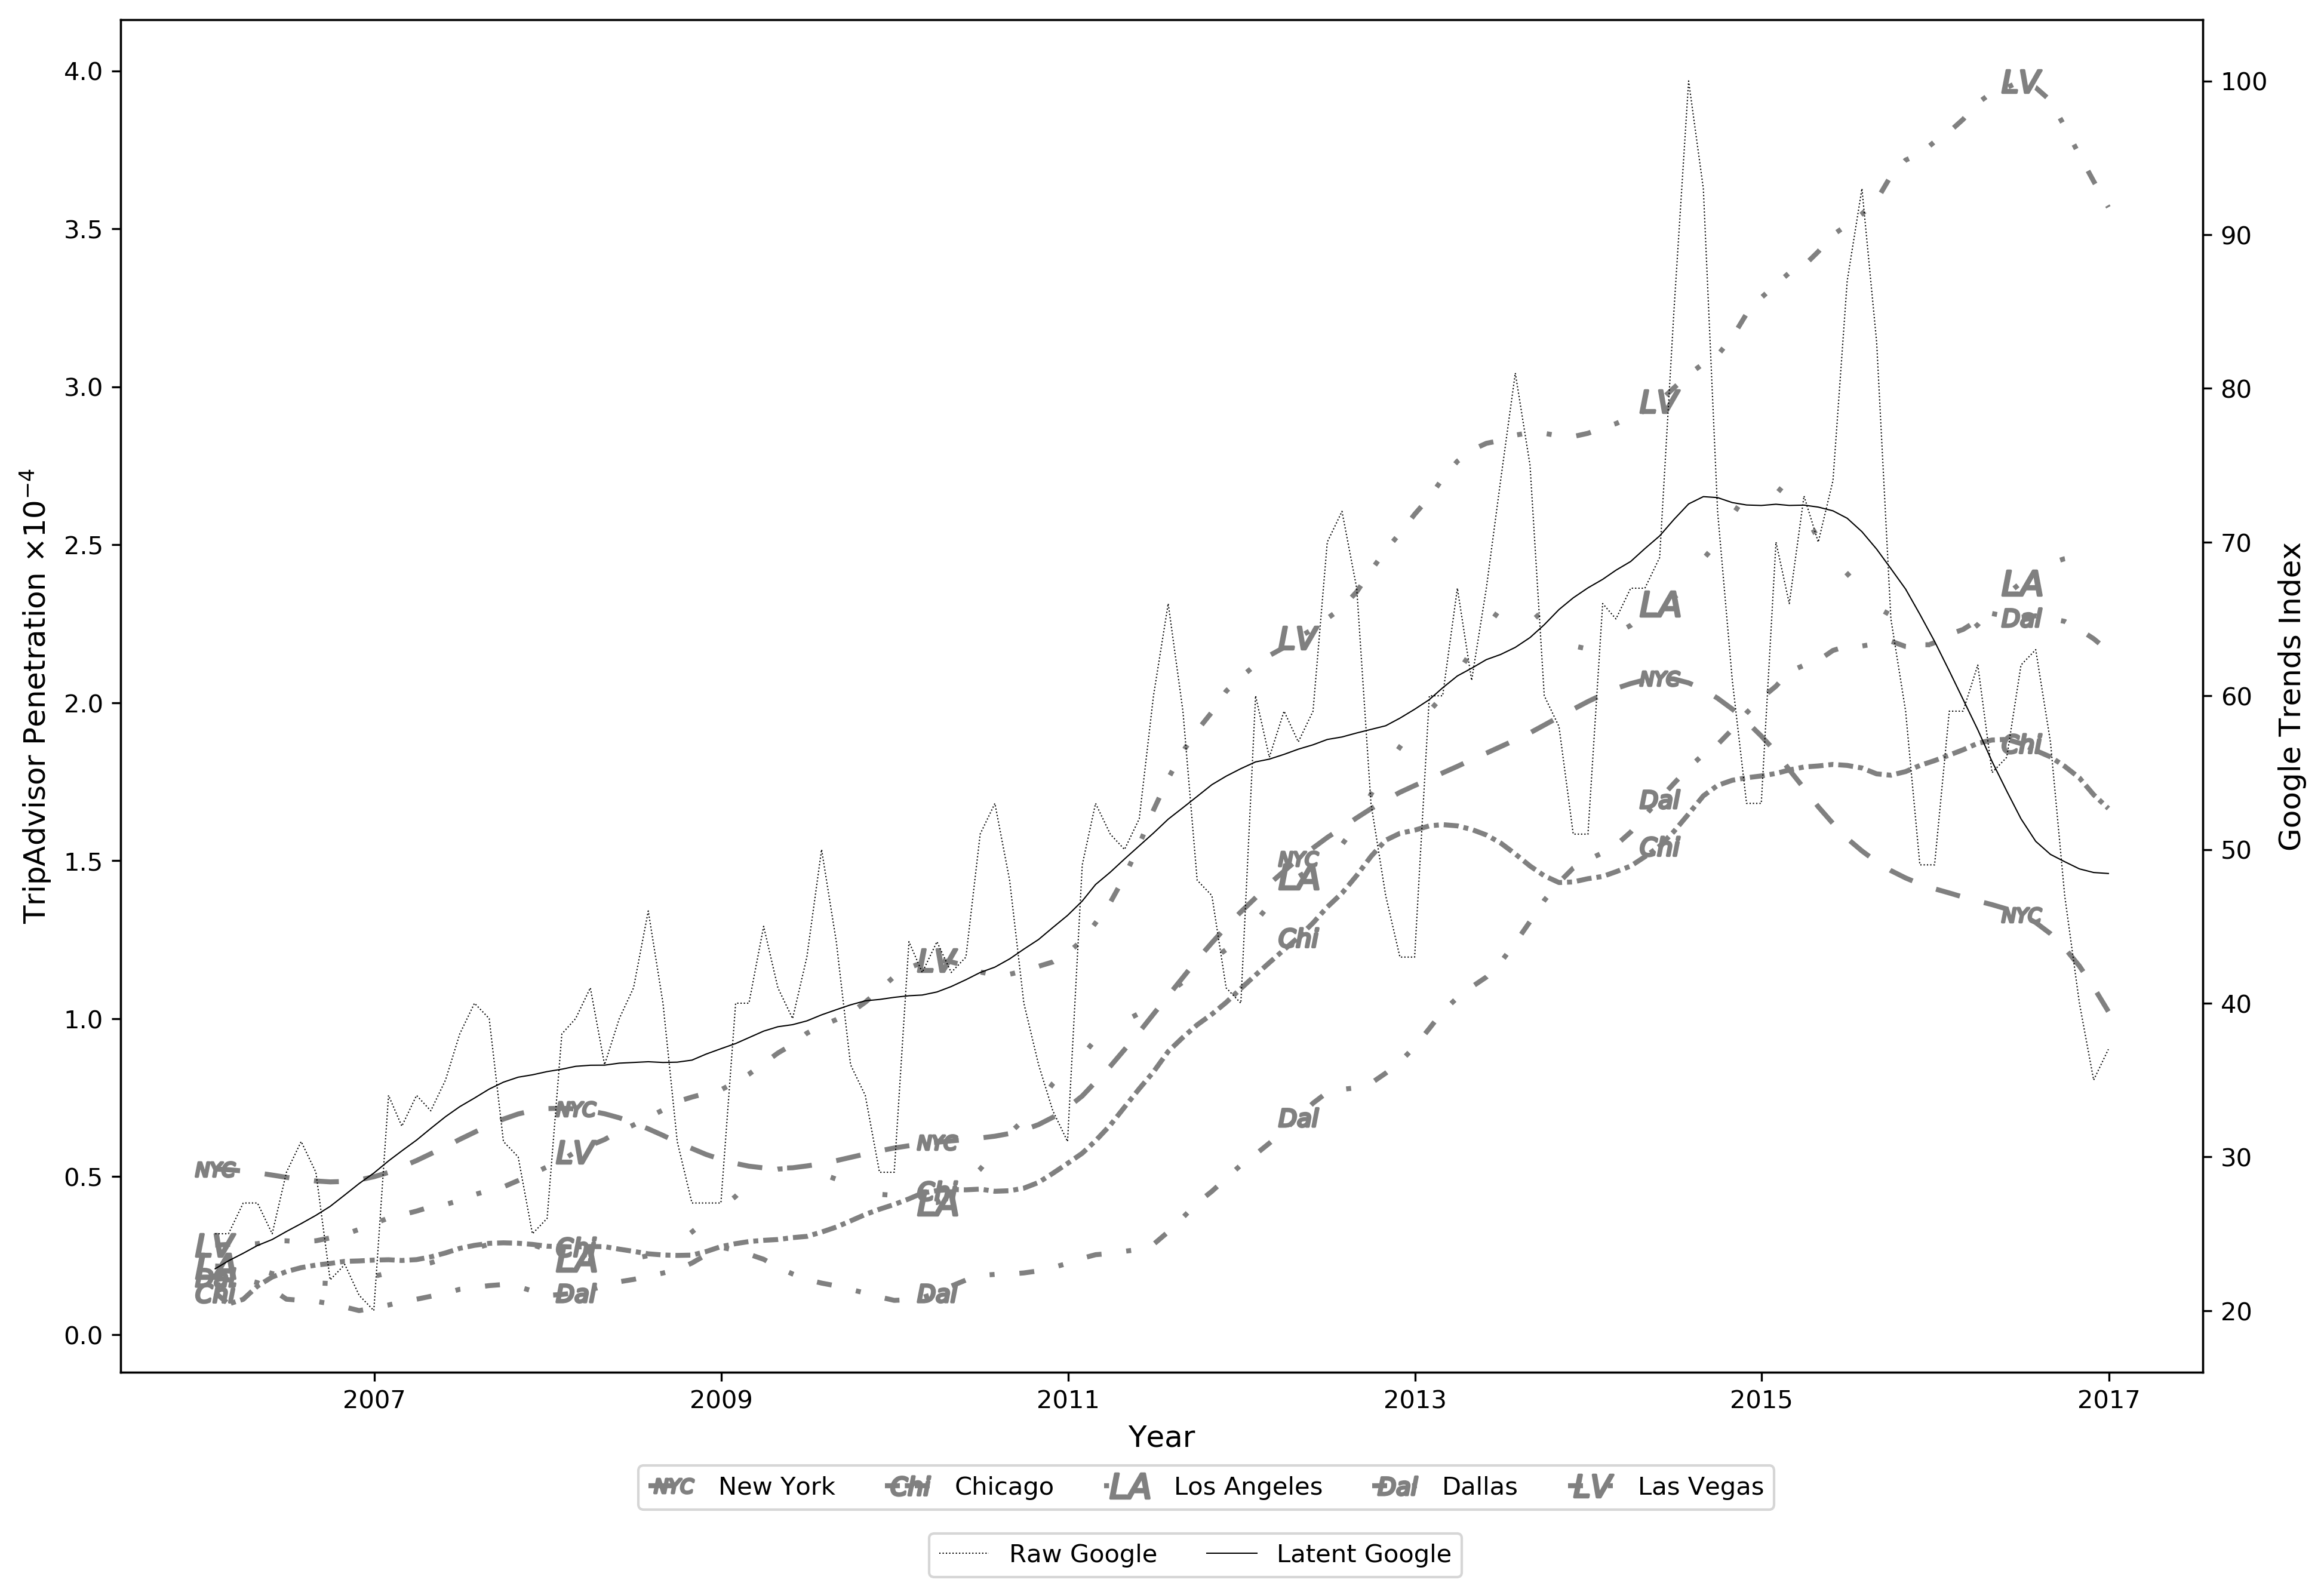 TripAdvisor Penetration ×10⁻⁴
4.0
3.5
3.0
2.5
2.0
1.5
1.0
0.5
0.0
100
90
80
70
60
50
40
30
20
Google Trends Index
LV
LV
LA
Dal
LA
LV
NYC
Chi
Dal
Chi
NYC
LA
NYC
Chi
LV
Dal
NYC
NYC
LV
Chi
LA
NYC
LV
Chi
LA
Dal
Dal
LV
LA
Dal
Chi
2007 2009 2011 2013 2015 2017
Year
NYC New York Chi Chicago LA Los Angeles Dal Dallas LV Las Vegas
Raw Google Latent Google